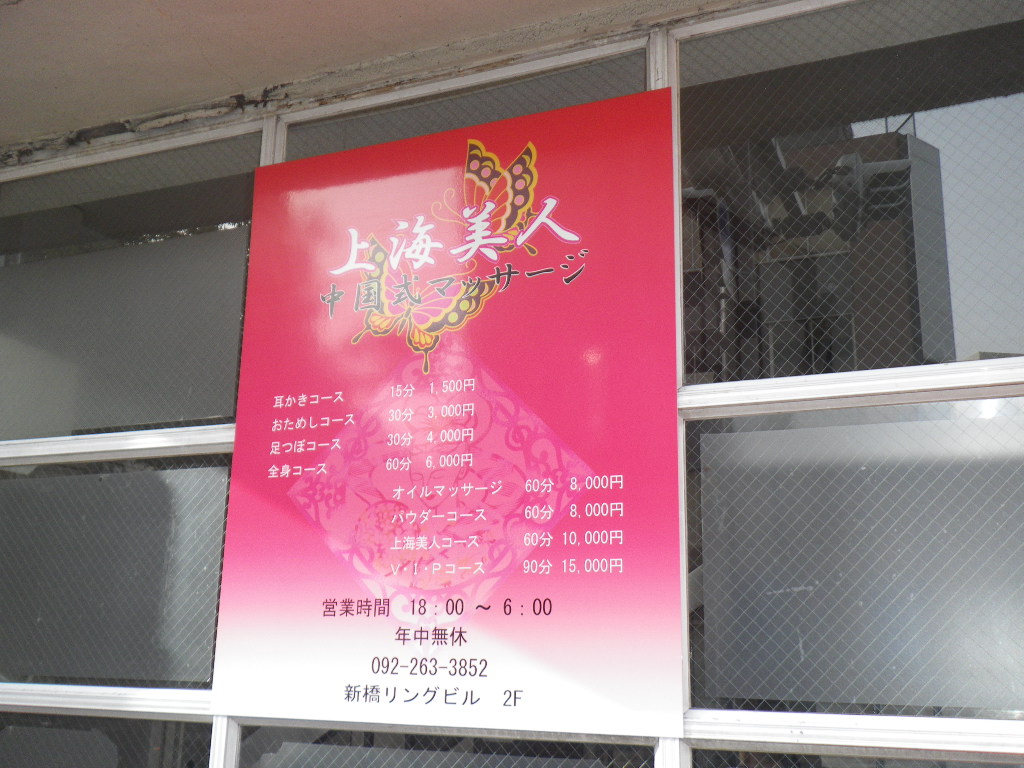 上海美人
中国式マッサージ
耳かきコース 15分 1,500円
おためしコース 30分 3,000円
足つぼコース 30分 4,000円
全身コース 60分 6,000円
オイルマッサージ 60分 8,000円
パウダーコース 60分 8,000円
上海美人コース 60分 10,000円
V・I・Pコース 90分 15,000円
営業時間 18:00 ～ 6:00
年中無休
092-263-3852
新橋リングビル 2F